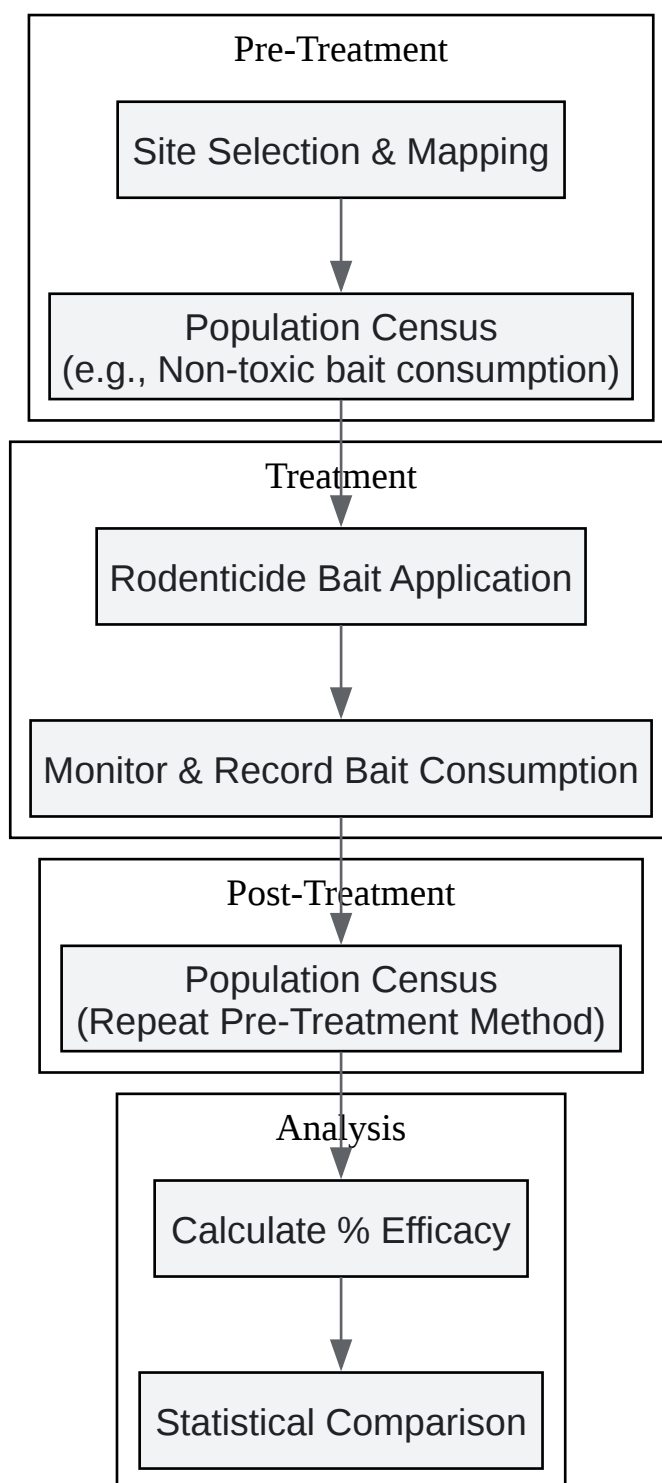 Pre-Treatment
Site Selection & Mapping
Population Census
(e.g., Non-toxic bait consumption)
Treatment
Rodenticide Bait Application
Monitor & Record Bait Consumption
Post-Treatment
Population Census
(Repeat Pre-Treatment Method)
Analysis
Calculate % Efficacy
Statistical Comparison